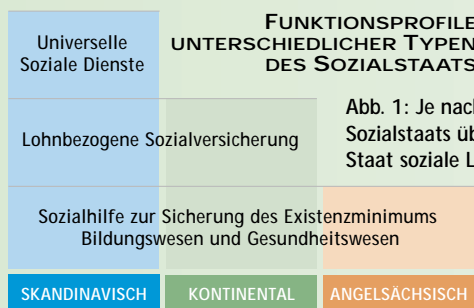 FUNKTIONSPROFILE
UNTERSCHIEDLICHER TYPEN
DES SOZIALSTAATS
Universelle
Soziale Dienste
Abb. 1: Je nach
Sozialstaats üb
Staat soziale L
Lohnbezogene Sozialversicherung
Sozialhilfe zur Sicherung des Existenzminimums
Bildungswesen und Gesundheitswesen
SKANDINAVISCH
KONTINENTAL
ANGELSÄCHSISCH